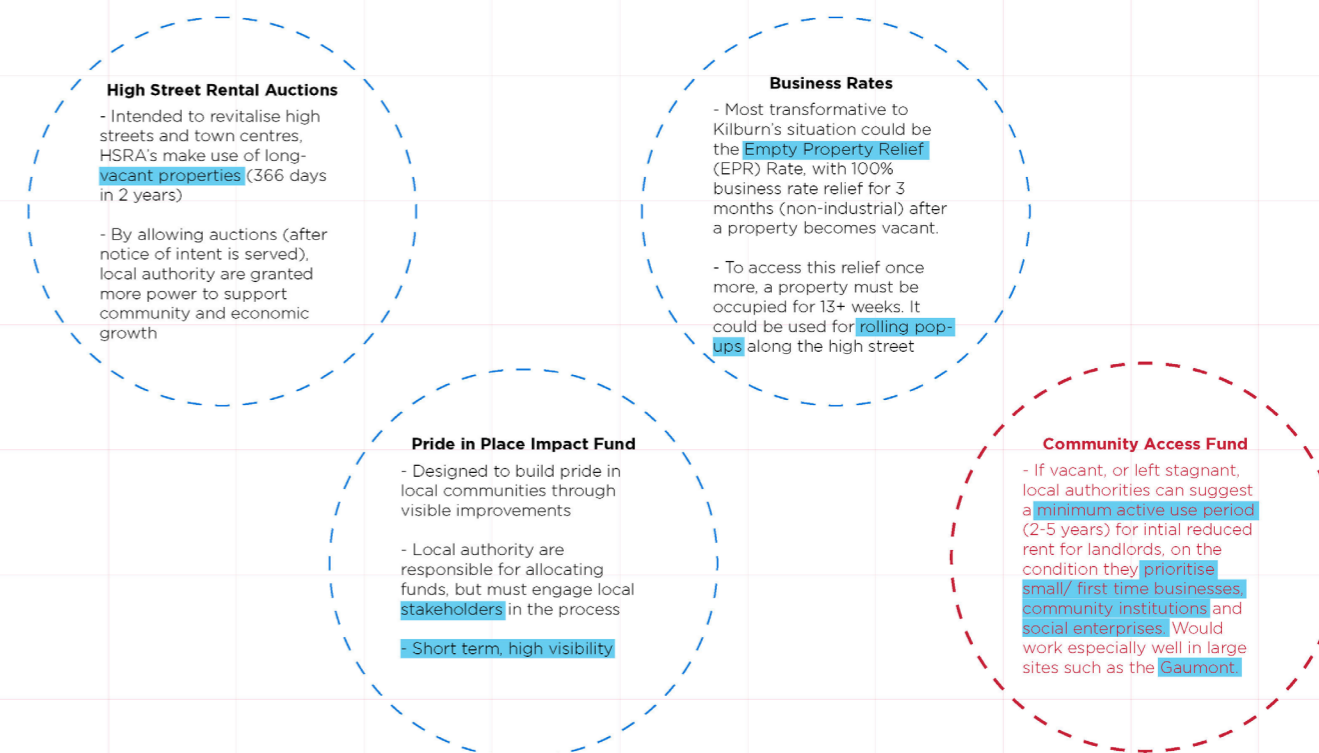 High Street Rental Auctions
- Intended to revitalise high
streets and town centres,
HSRA's make use of long-
vacant properties (366 days
in 2 years)
- By allowing auctions (after
notice of intent is served),
local authority are granted
more power to support
community and economic
growth
Business Rates
- Most transformative to
Kilburn's situation could be
the Empty Property Relief
(EPR) Rate, with 100%
business rate relief for 3
months (non-industrial) after
a property becomes vacant.
- To access this relief once
more, a property must be
occupied for 13+ weeks. It
could be used for rolling pop-
ups along the high street
Pride in Place Impact Fund
- Designed to build pride in
local communities through
visible improvements
- Local authority are
responsible for allocating
funds, but must engage local
stakeholders in the process
- Short term, high visibility
Community Access Fund
- If vacant, or left stagnant,
local authorities can suggest
a minimum active use period
(2-5 years) for intial reduced
rent for landlords, on the
condition they prioritise
small/ first time businesses,
community institutions and
social enterprises. Would
work especially well in large
sites such as the Gaumont.